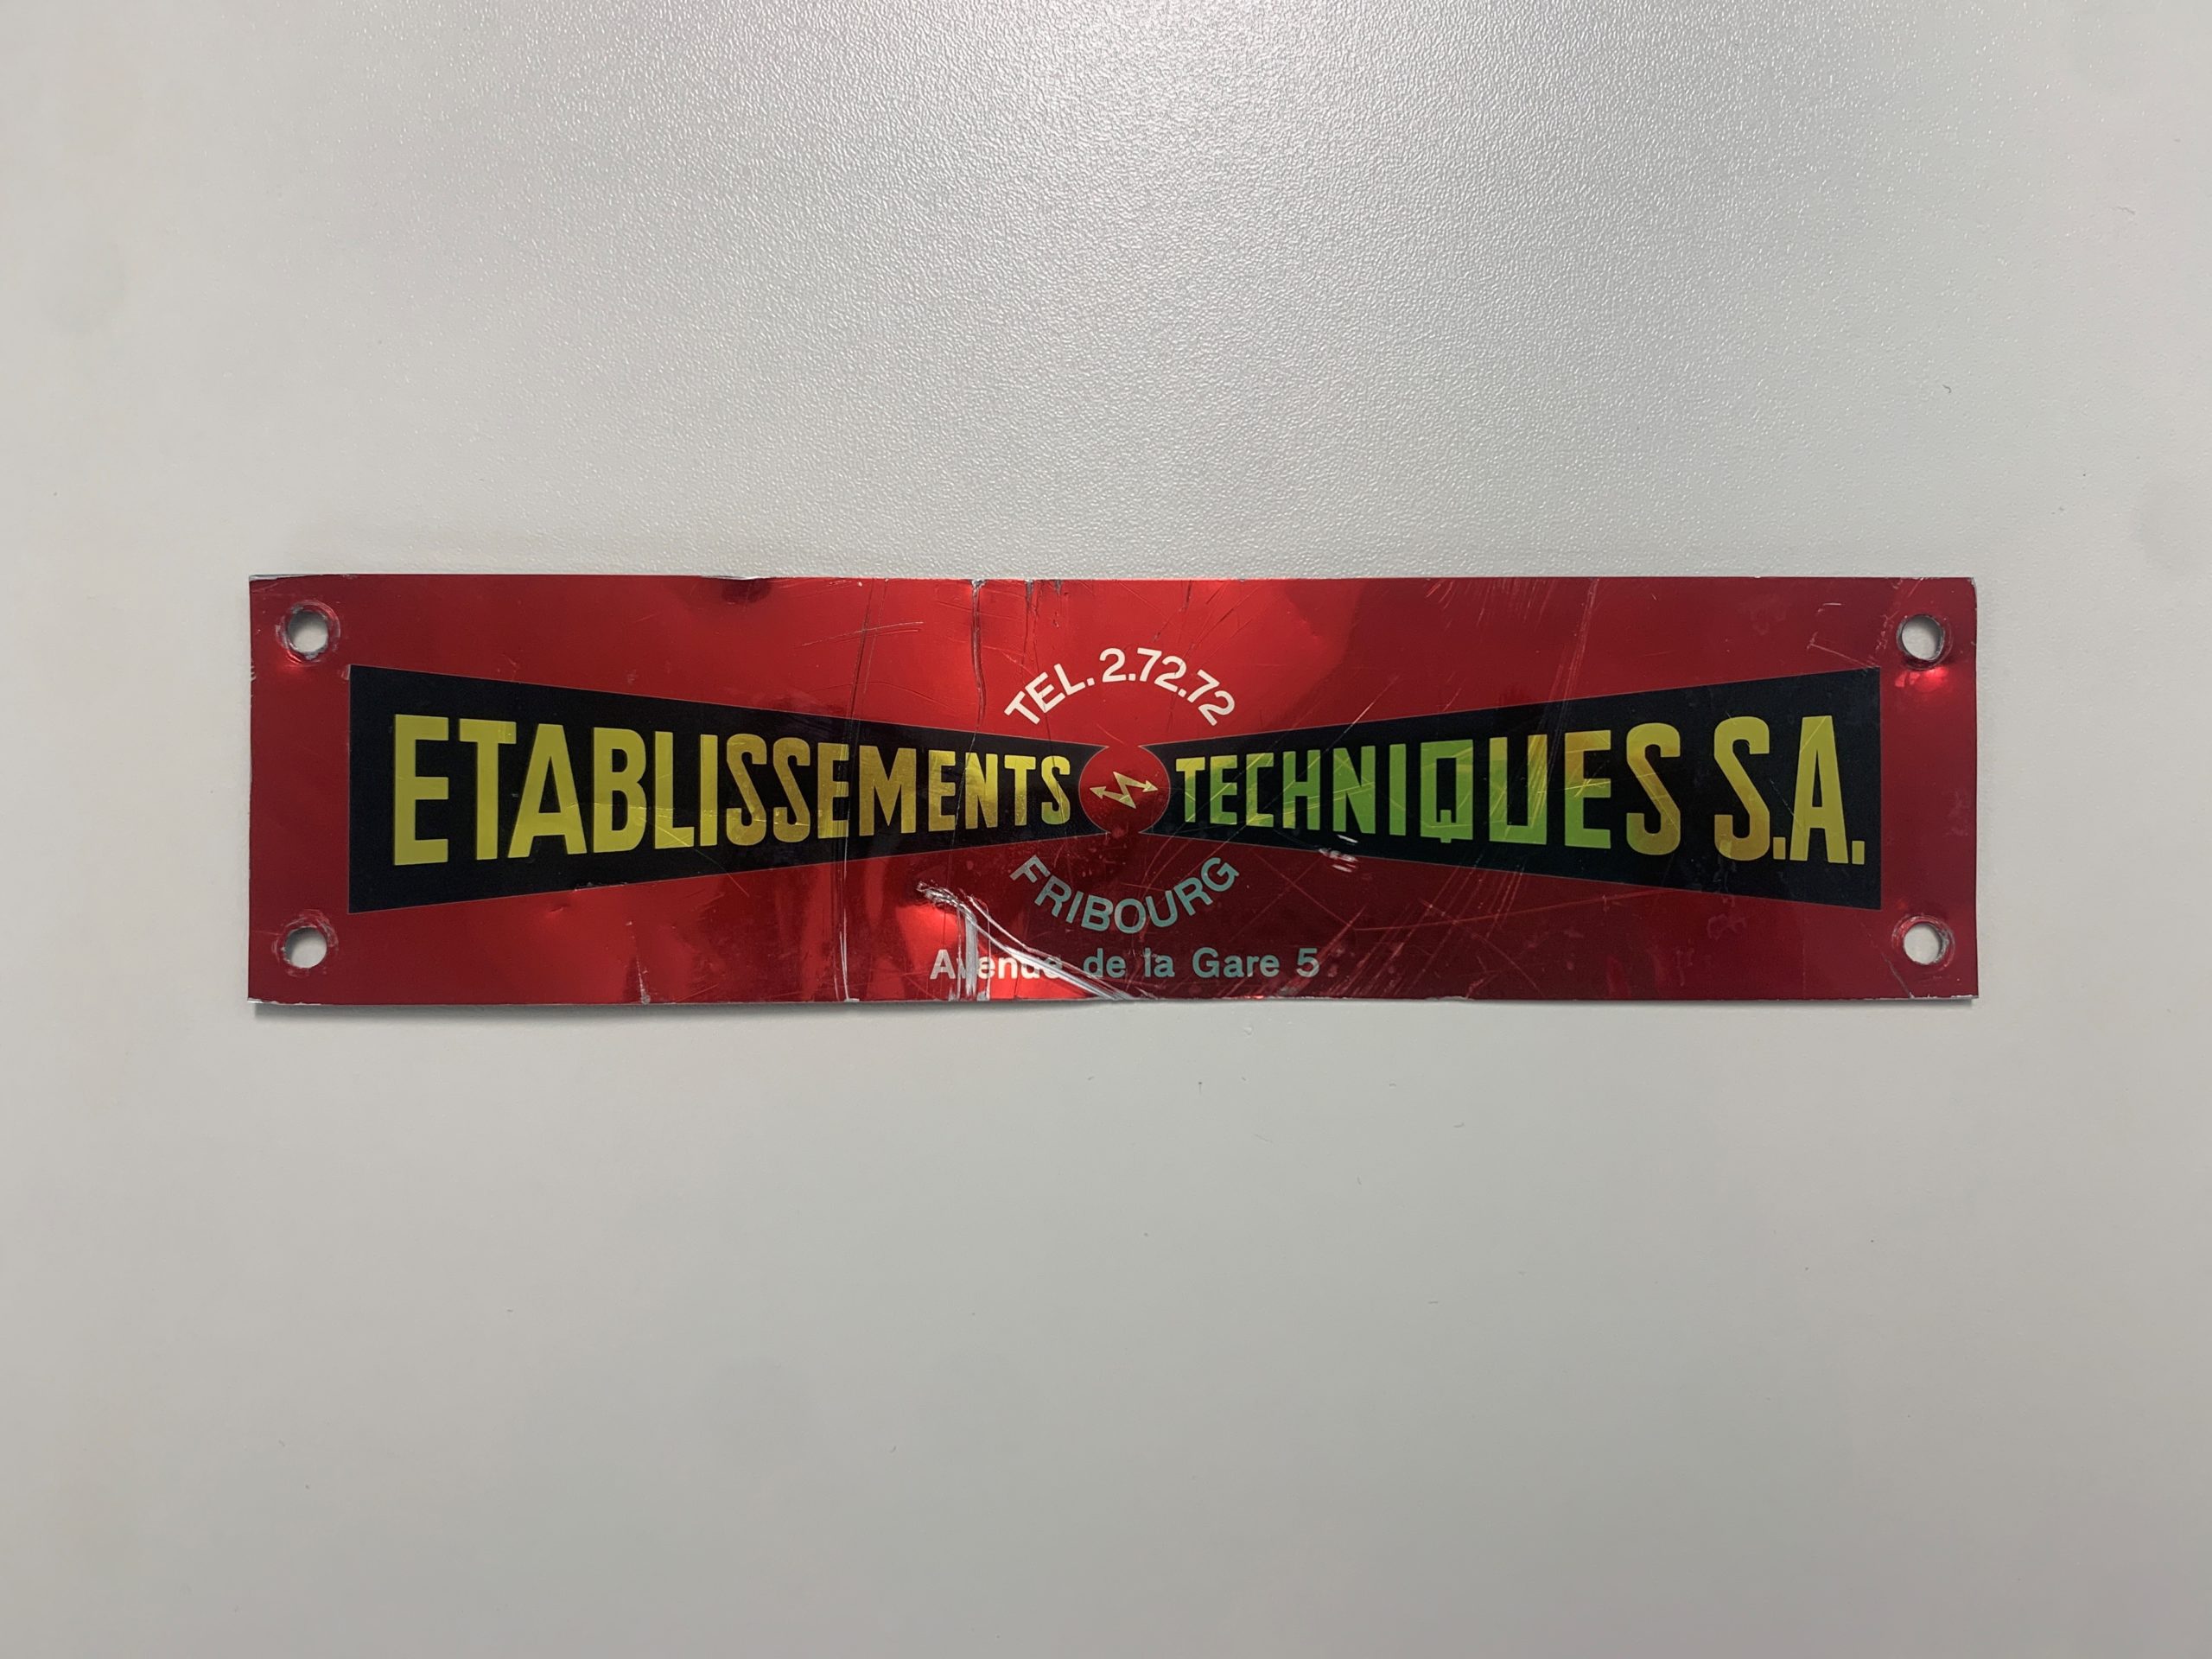 TEL. 2.72.72
ETABLISSEMENTS TECHNIQUES S.A.
FRIBOURG
Avenue de la Gare 5